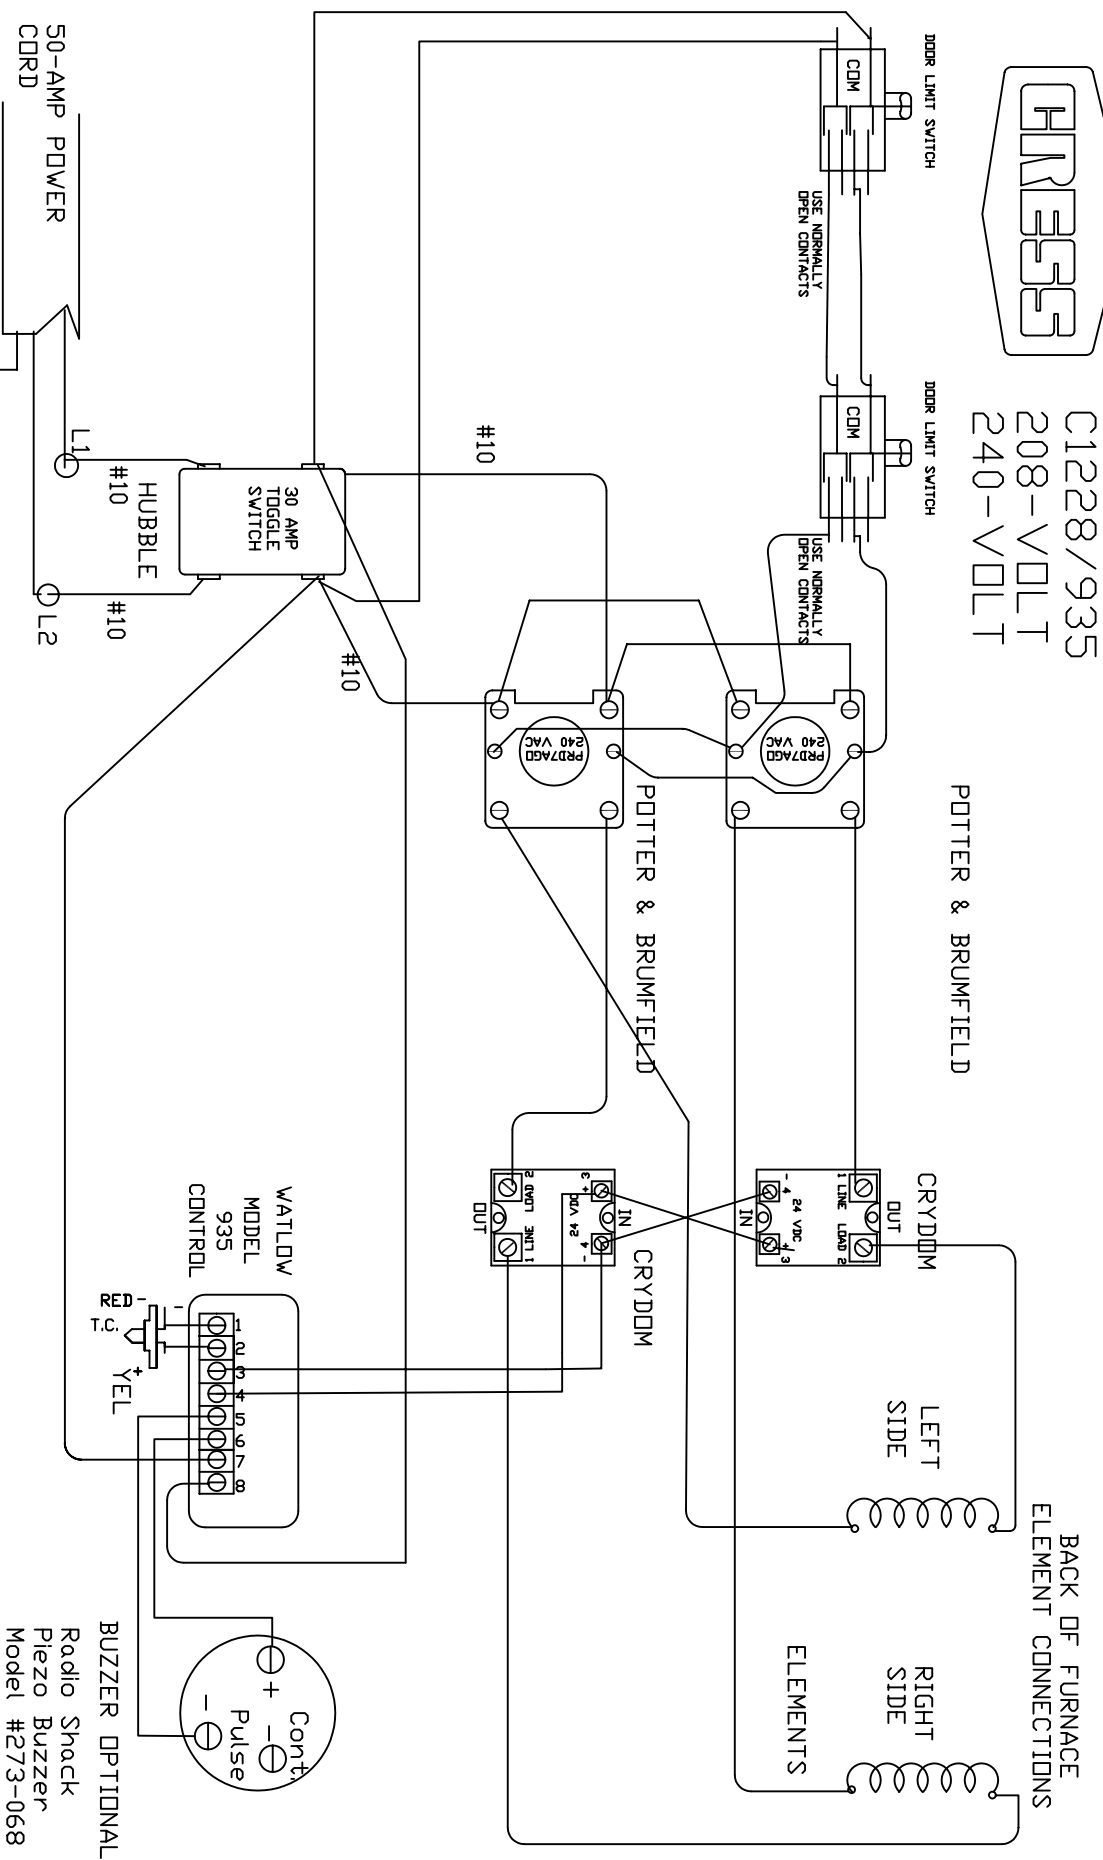 CRESS
C1228/935
208-VOLT
240-VOLT
DOOR LIMIT SWITCH
COM
USE NORMALLY
OPEN CONTACTS
DOOR LIMIT SWITCH
COM
USE NORMALLY
OPEN CONTACTS
POTTER & BRUMFIELD
PRD7AGO
240 VAC
POTTER & BRUMFIELD
PRD7AGO
240 VAC
CRYDOM
OUT
1 LINE LOAD 2
24 VDC
- 4
+ 3
IN
CRYDOM
IN
3 +
- 4
24 VDC
2 LOAD
LINE 1
OUT
BACK OF FURNACE
ELEMENT CONNECTIONS
LEFT
SIDE
RIGHT
SIDE
ELEMENTS
#10
#10
30 AMP
TOGGLE
SWITCH
HUBBLE
L1
#10
L2
#10
50-AMP POWER
CORD
WATLOW
MODEL
935
CONTROL
1
2
3
4
5
6
7
8
RED -
-
T.C.
+
YEL
Cont.
-
+
Pulse
-
BUZZER OPTIONAL
Radio Shack
Piezo Buzzer
Model #273-068